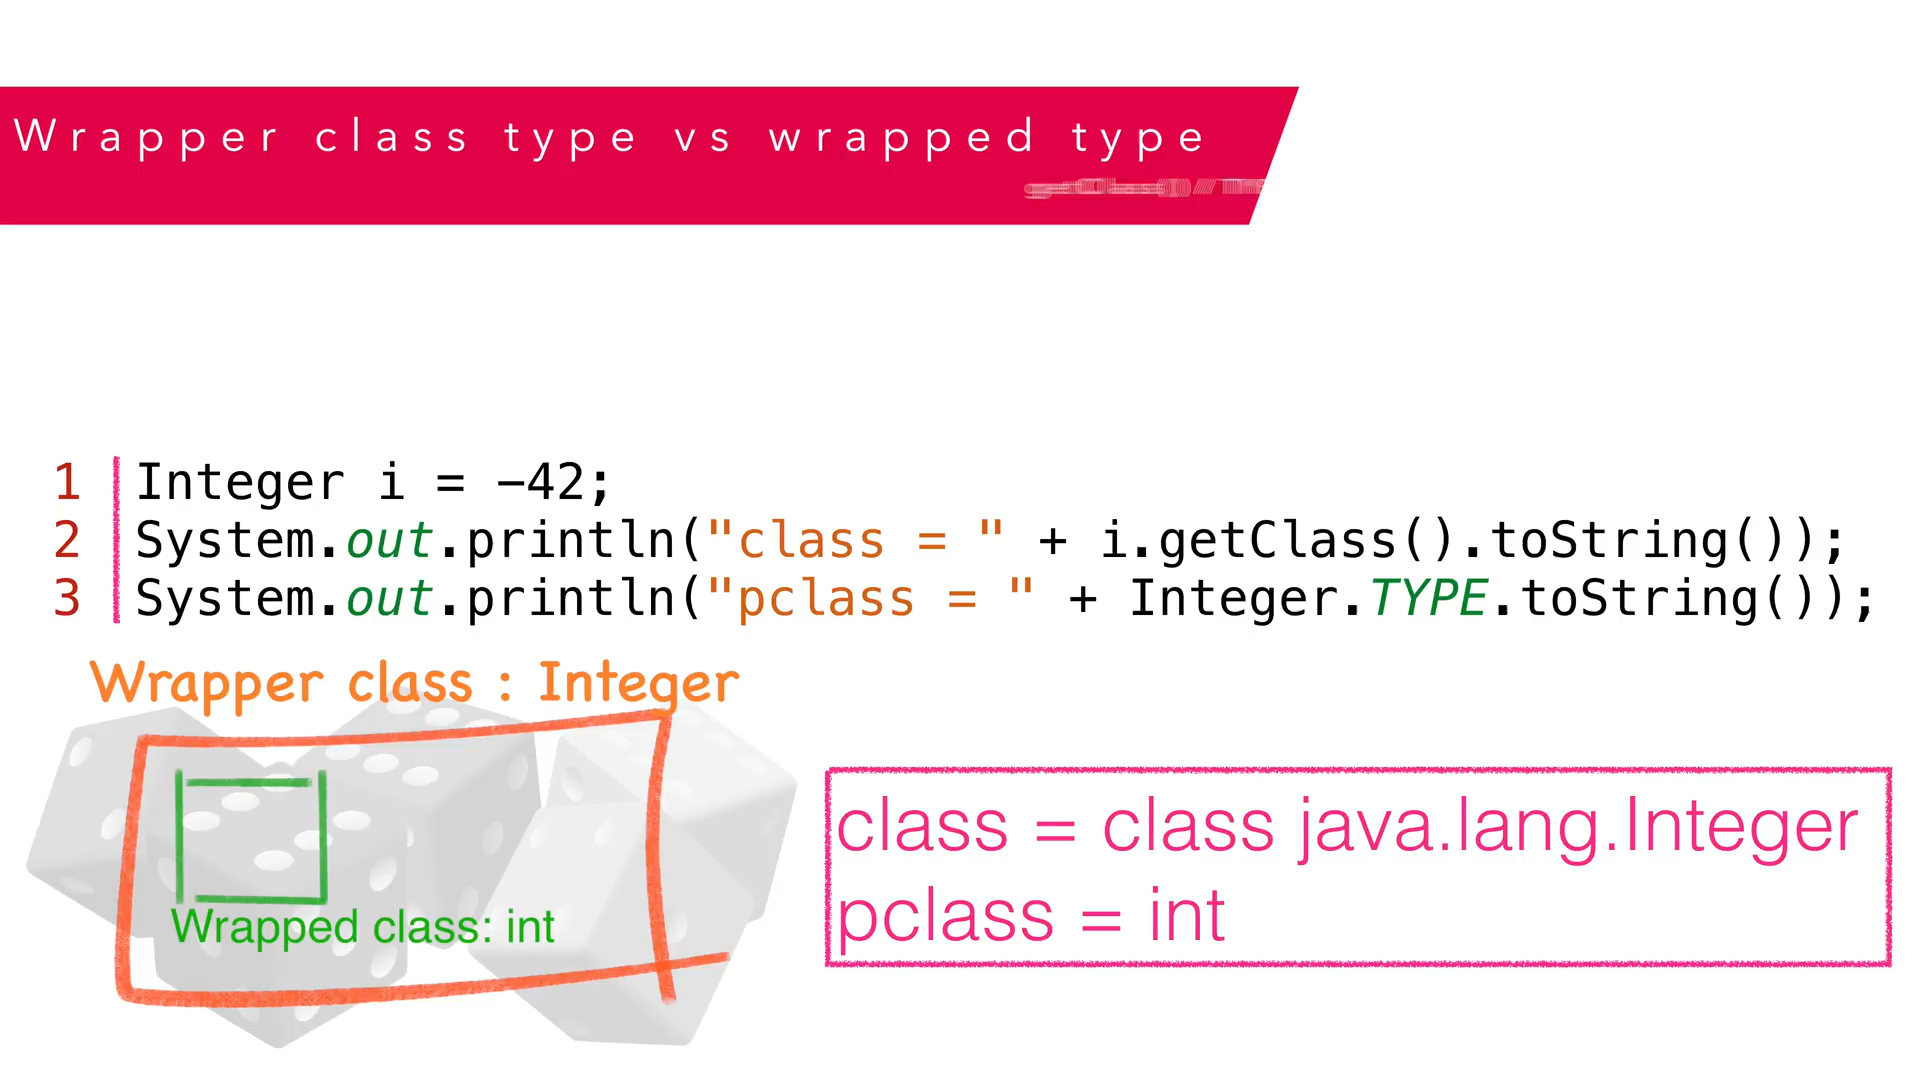 Wrapper class type vs wrapped type
1 Integer i = -42;
2 System.out.println("class = " + i.getClass().toString());
3 System.out.println("pclass = " + Integer.TYPE.toString());
Wrapper class : Integer
Wrapped class: int
class = class java.lang.Integer
pclass = int